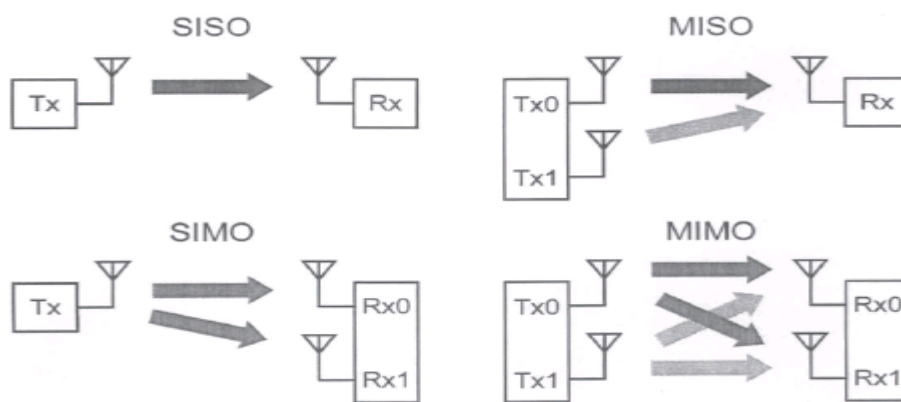 SISO
MISO
Tx
Rx
Tx0
Tx1
Rx
SIMO
MIMO
Tx
Rx0
Rx1
Tx0
Tx1
Rx0
Rx1